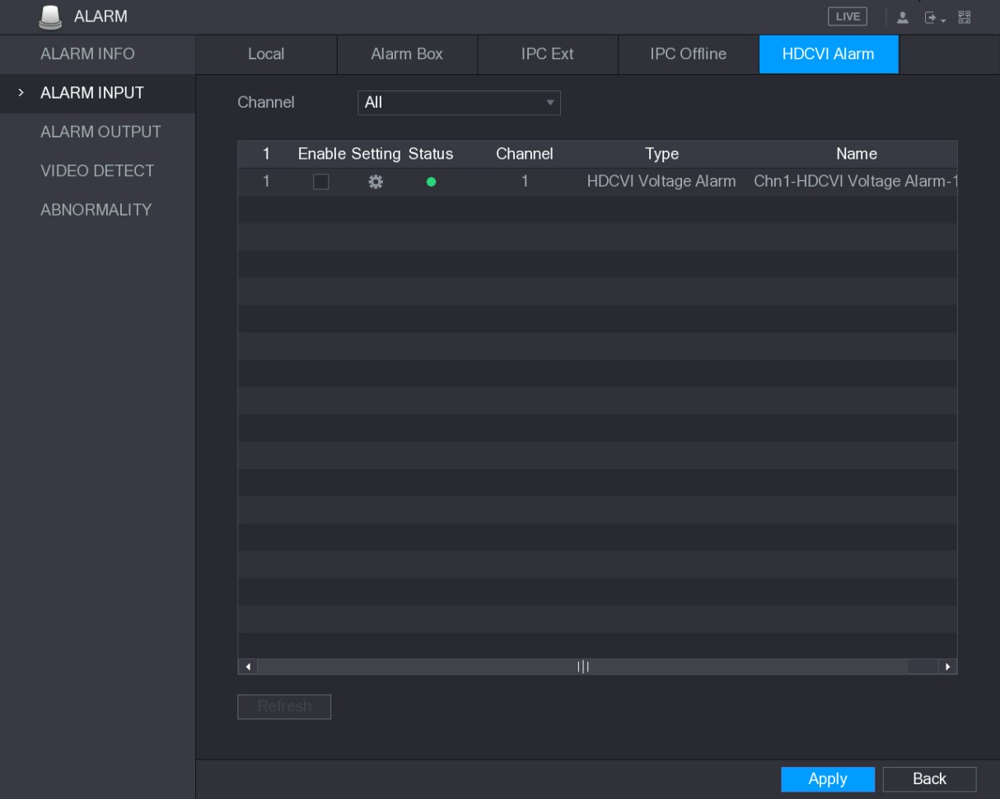 ALARM
LIVE
ALARM INFO
ALARM INPUT
ALARM OUTPUT
VIDEO DETECT
ABNORMALITY
Local Alarm Box IPC Ext IPC Offline HDCVI Alarm
Channel All
1 Enable Setting Status Channel Type Name
1 1 HDCVI Voltage Alarm Chn1-HDCVI Voltage Alarm-1
Refresh
Apply Back